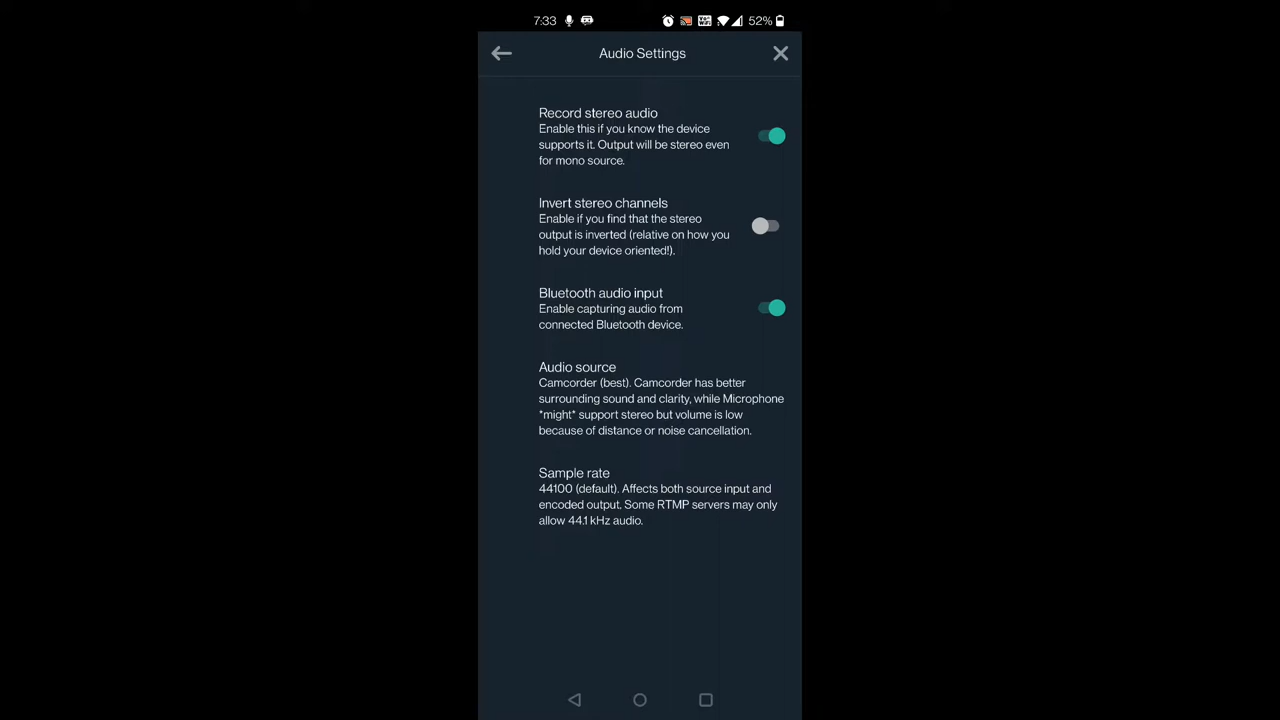 7:33
52%
Audio Settings
Record stereo audio
Enable this if you know the device
supports it. Output will be stereo even
for mono source.
Invert stereo channels
Enable if you find that the stereo
output is inverted (relative on how you
hold your device oriented!).
Bluetooth audio input
Enable capturing audio from
connected Bluetooth device.
Audio source
Camcorder (best). Camcorder has better
surrounding sound and clarity, while Microphone
*might* support stereo but volume is low
because of distance or noise cancellation.
Sample rate
44100 (default). Affects both source input and
encoded output. Some RTMP servers may only
allow 44.1 kHz audio.